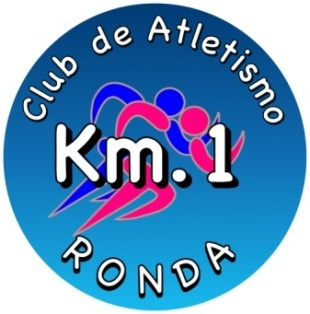 Club de Atletismo
Km. 1
RONDA